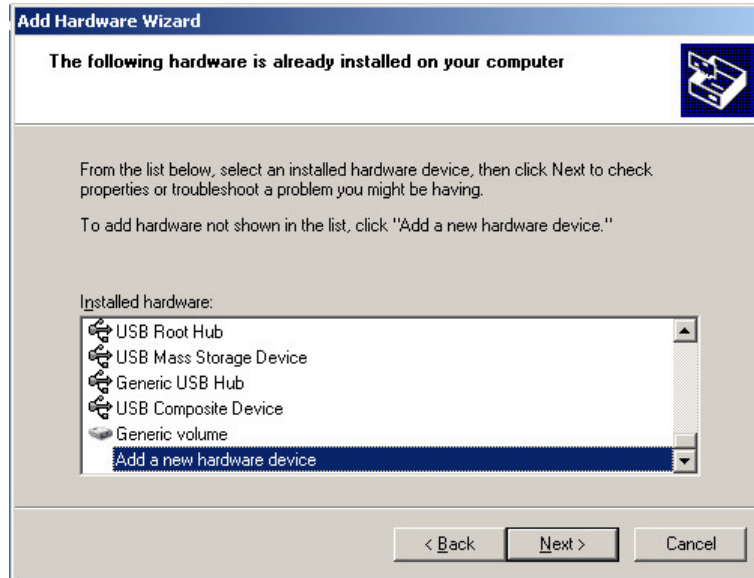 Add Hardware Wizard
The following hardware is already installed on your computer
From the list below, select an installed hardware device, then click Next to check
properties or troubleshoot a problem you might be having.
To add hardware not shown in the list, click "Add a new hardware device."
Installed hardware:
USB Root Hub
USB Mass Storage Device
Generic USB Hub
USB Composite Device
Generic volume
Add a new hardware device
< Back Next > Cancel